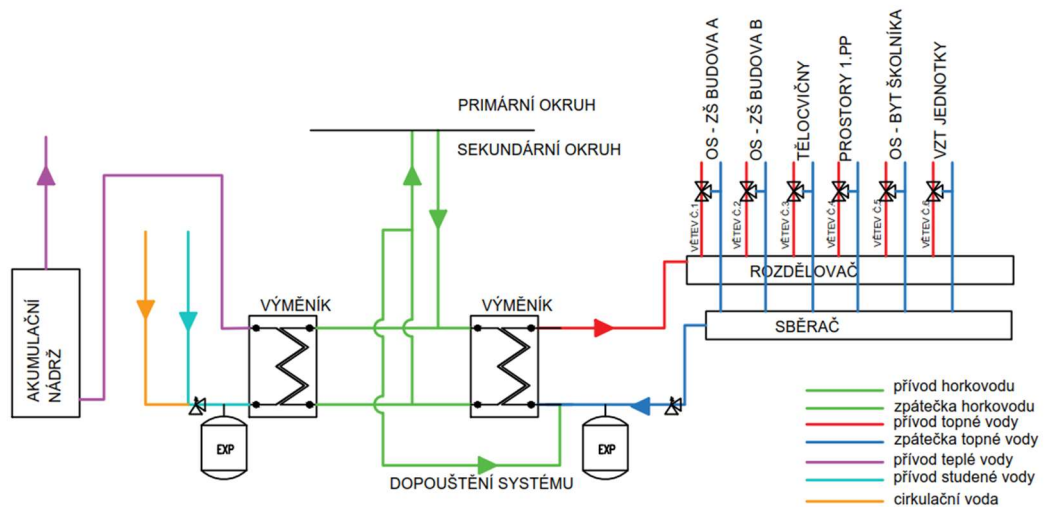 PRIMÁRNÍ OKRUH
SEKUNDÁRNÍ OKRUH
OS - ZŠ BUDOVA A
OS - ZŠ BUDOVA B
TĚLOCVIČNY
PROSTORY 1.PP
OS - BYT ŠKOLNÍKA
VZT JEDNOTKY
VĚTEV Č.1
VĚTEV Č.2
VĚTEV Č.3
VĚTEV Č.4
VĚTEV Č.5
VĚTEV Č.6
ROZDĚLOVAČ
SBĚRAČ
VÝMĚNÍK
VÝMĚNÍK
AKUMULAČNÍ
NÁDRŽ
EXP
EXP
DOPOUŠTĚNÍ SYSTÉMU
přívod horkovodu
zpátečka horkovodu
přívod topné vody
zpátečka topné vody
přívod teplé vody
přívod studené vody
cirkulační voda